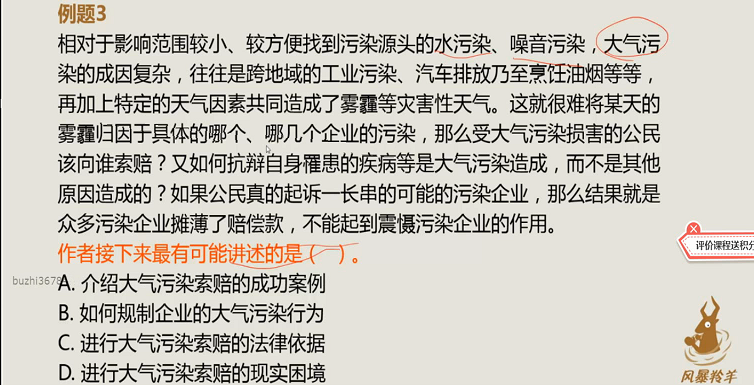 例题3
相对于影响范围较小、较方便找到污染源头的水污染、噪音污染，大气污
染的成因复杂，往往是跨地域的工业污染、汽车排放乃至烹饪油烟等等，
再加上特定的天气因素共同造成了雾霾等灾害性天气。这就很难将某天的
雾霾归因于具体的哪个、哪几个企业的污染，那么受大气污染损害的公民
该向谁索赔？又如何抗辩自身罹患的疾病等是大气污染造成，而不是其他
原因造成的？如果公民真的起诉一长串的可能的污染企业，那么结果就是
众多污染企业摊薄了赔偿款，不能起到震慑污染企业的作用。
评价课程送积分
作者接下来最有可能讲述的是（ ）。
buzhi3678
A. 介绍大气污染索赔的成功案例
B. 如何规制企业的大气污染行为
C. 进行大气污染索赔的法律依据
D. 进行大气污染索赔的现实困境
风暴羚羊